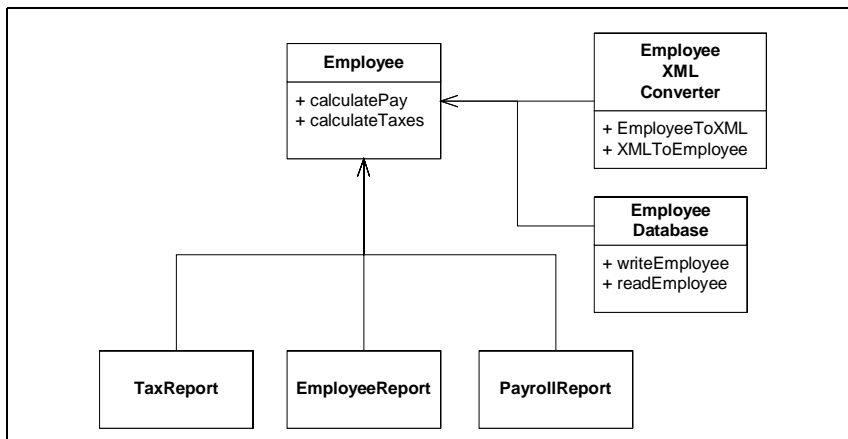 Employee
+ calculatePay
+ calculateTaxes
Employee
XML
Converter
+ EmployeeToXML
+ XMLToEmployee
Employee
Database
+ writeEmployee
+ readEmployee
TaxReport
EmployeeReport
PayrollReport